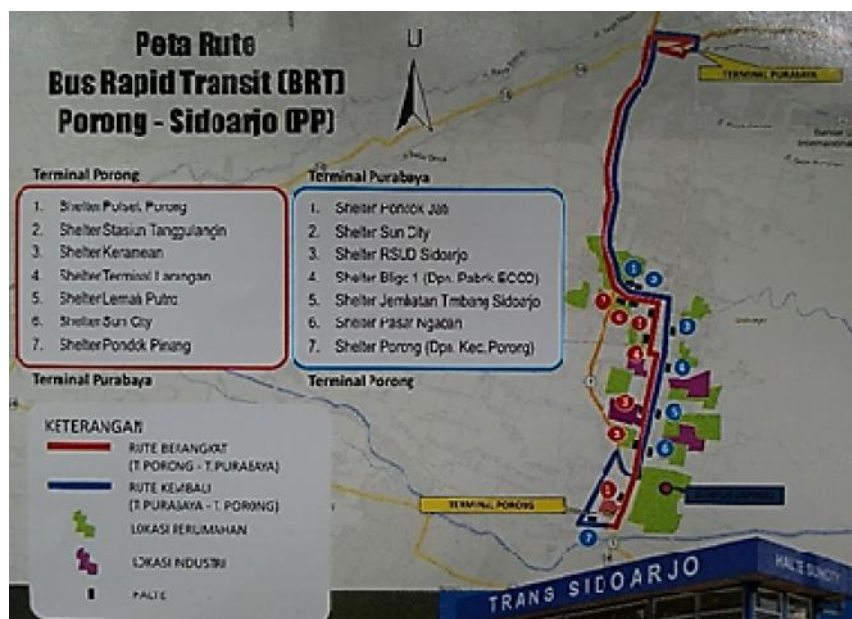 Peta Rute
Bus Rapid Transit (BRT)
Porong - Sidoarjo (PP)
U
TERMINAL PURABAYA
Terminal Porong
1. Shelter Polsek Porong
2. Shelter Stasiun Tanggulangin
3. Shelter Keramean
4. Shelter Terminal Larangan
5. Shelter Lemah Putro
6. Shelter Sun City
7. Shelter Pondok Pinang
Terminal Purabaya
Terminal Purabaya
1. Shelter Pondok Jati
2. Shelter Sun City
3. Shelter RSUD Sidoarjo
4. Shelter Bligo 1 (Dpn. Pabrik ECCO)
5. Shelter Jembatan Timbang Sidoarjo
6. Shelter Pasar Ngaban
7. Shelter Porong (Dpn. Kec. Porong)
Terminal Porong
KETERANGAN
RUTE BERANGKAT
(T. PORONG - T. PURABAYA)
RUTE KEMBALI
(T. PURABAYA - T. PORONG)
LOKASI PERUMAHAN
LOKASI INDUSTRI
HALTE
TERMINAL PORONG
TRANS SIDOARJO
HALTE SUNCITY